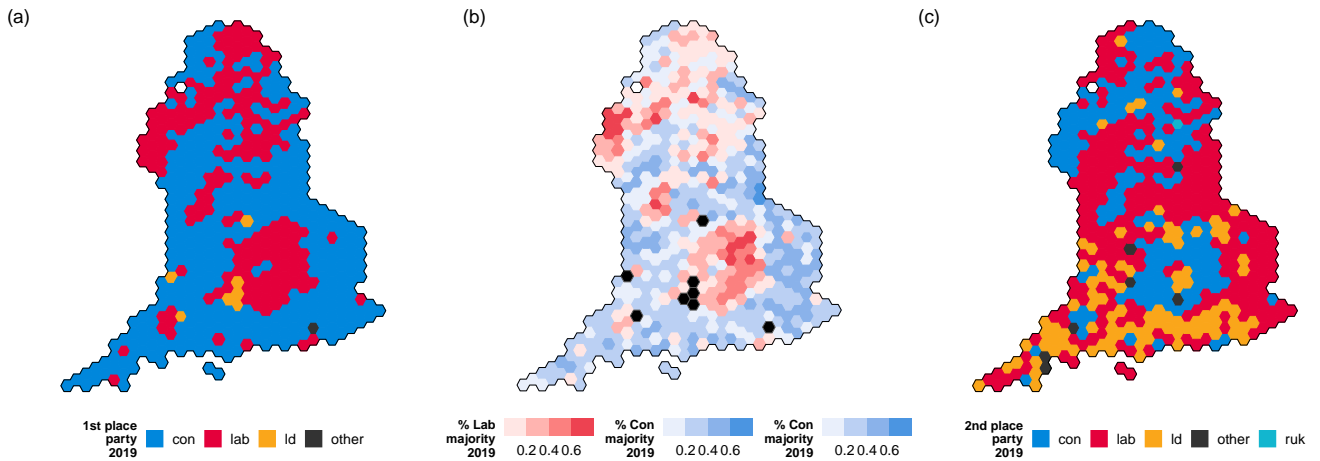 (a)
(b)
(c)
1st place
party
2019
con
lab
ld
other
% Lab
majority
2019
0.2 0.4 0.6
% Con
majority
2019
0.2 0.4 0.6
% Con
majority
2019
0.2 0.4 0.6
2nd place
party
2019
con
lab
ld
other
ruk